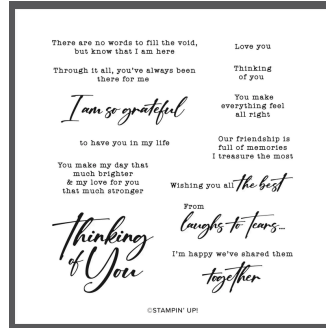 There are no words to fill the void,
but know that I am here
Through it all, you've always been
there for me
I am so grateful
to have you in my life
You make my day that
much brighter
& my love for you
that much stronger
Thinking
of You
Love you
Thinking
of you
You make
everything feel
all right
Our friendship is
full of memories
I treasure the most
Wishing you all the best
From
laughs to tears...
I'm happy we've shared them
together
©STAMPIN' UP!